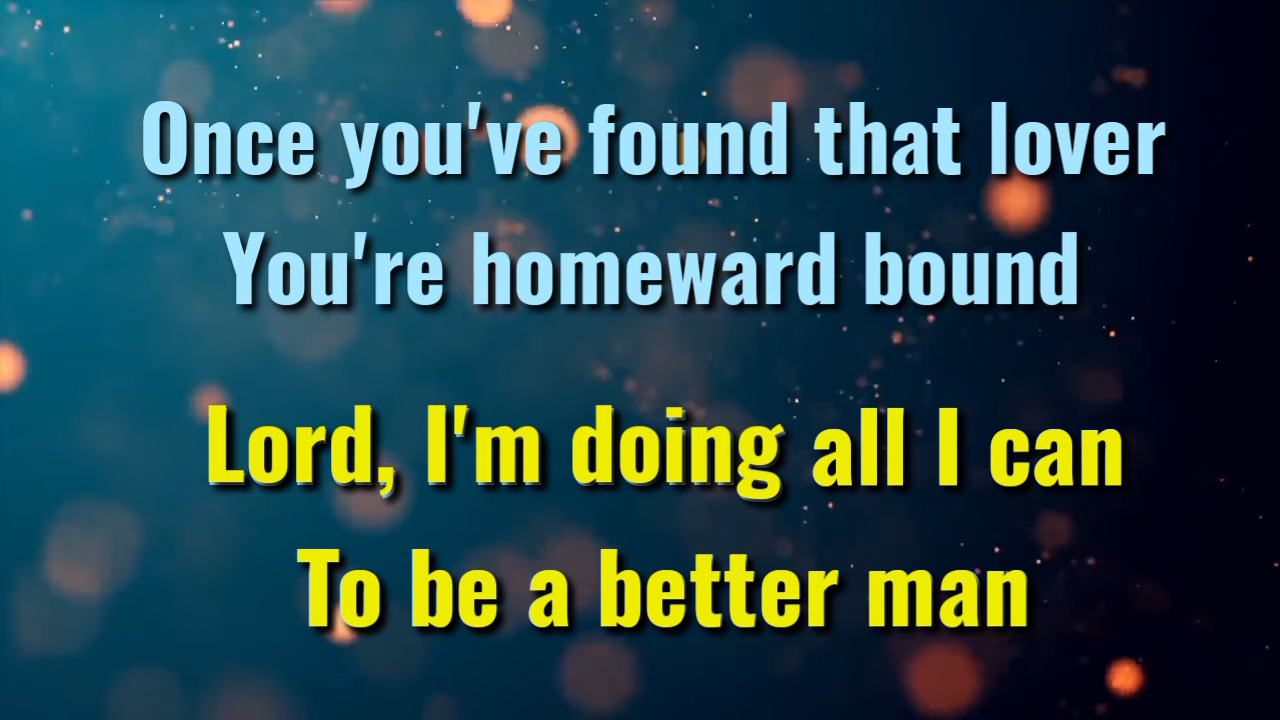 Once you've found that lover
You're homeward bound
Lord, I'm doing all I can
To be a better man